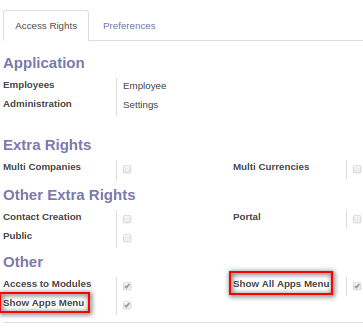 Access Rights Preferences
Application
Employees Employee
Administration Settings
Extra Rights
Multi Companies Multi Currencies
Other Extra Rights
Contact Creation Portal
Public
Other
Access to Modules Show All Apps Menu
Show Apps Menu